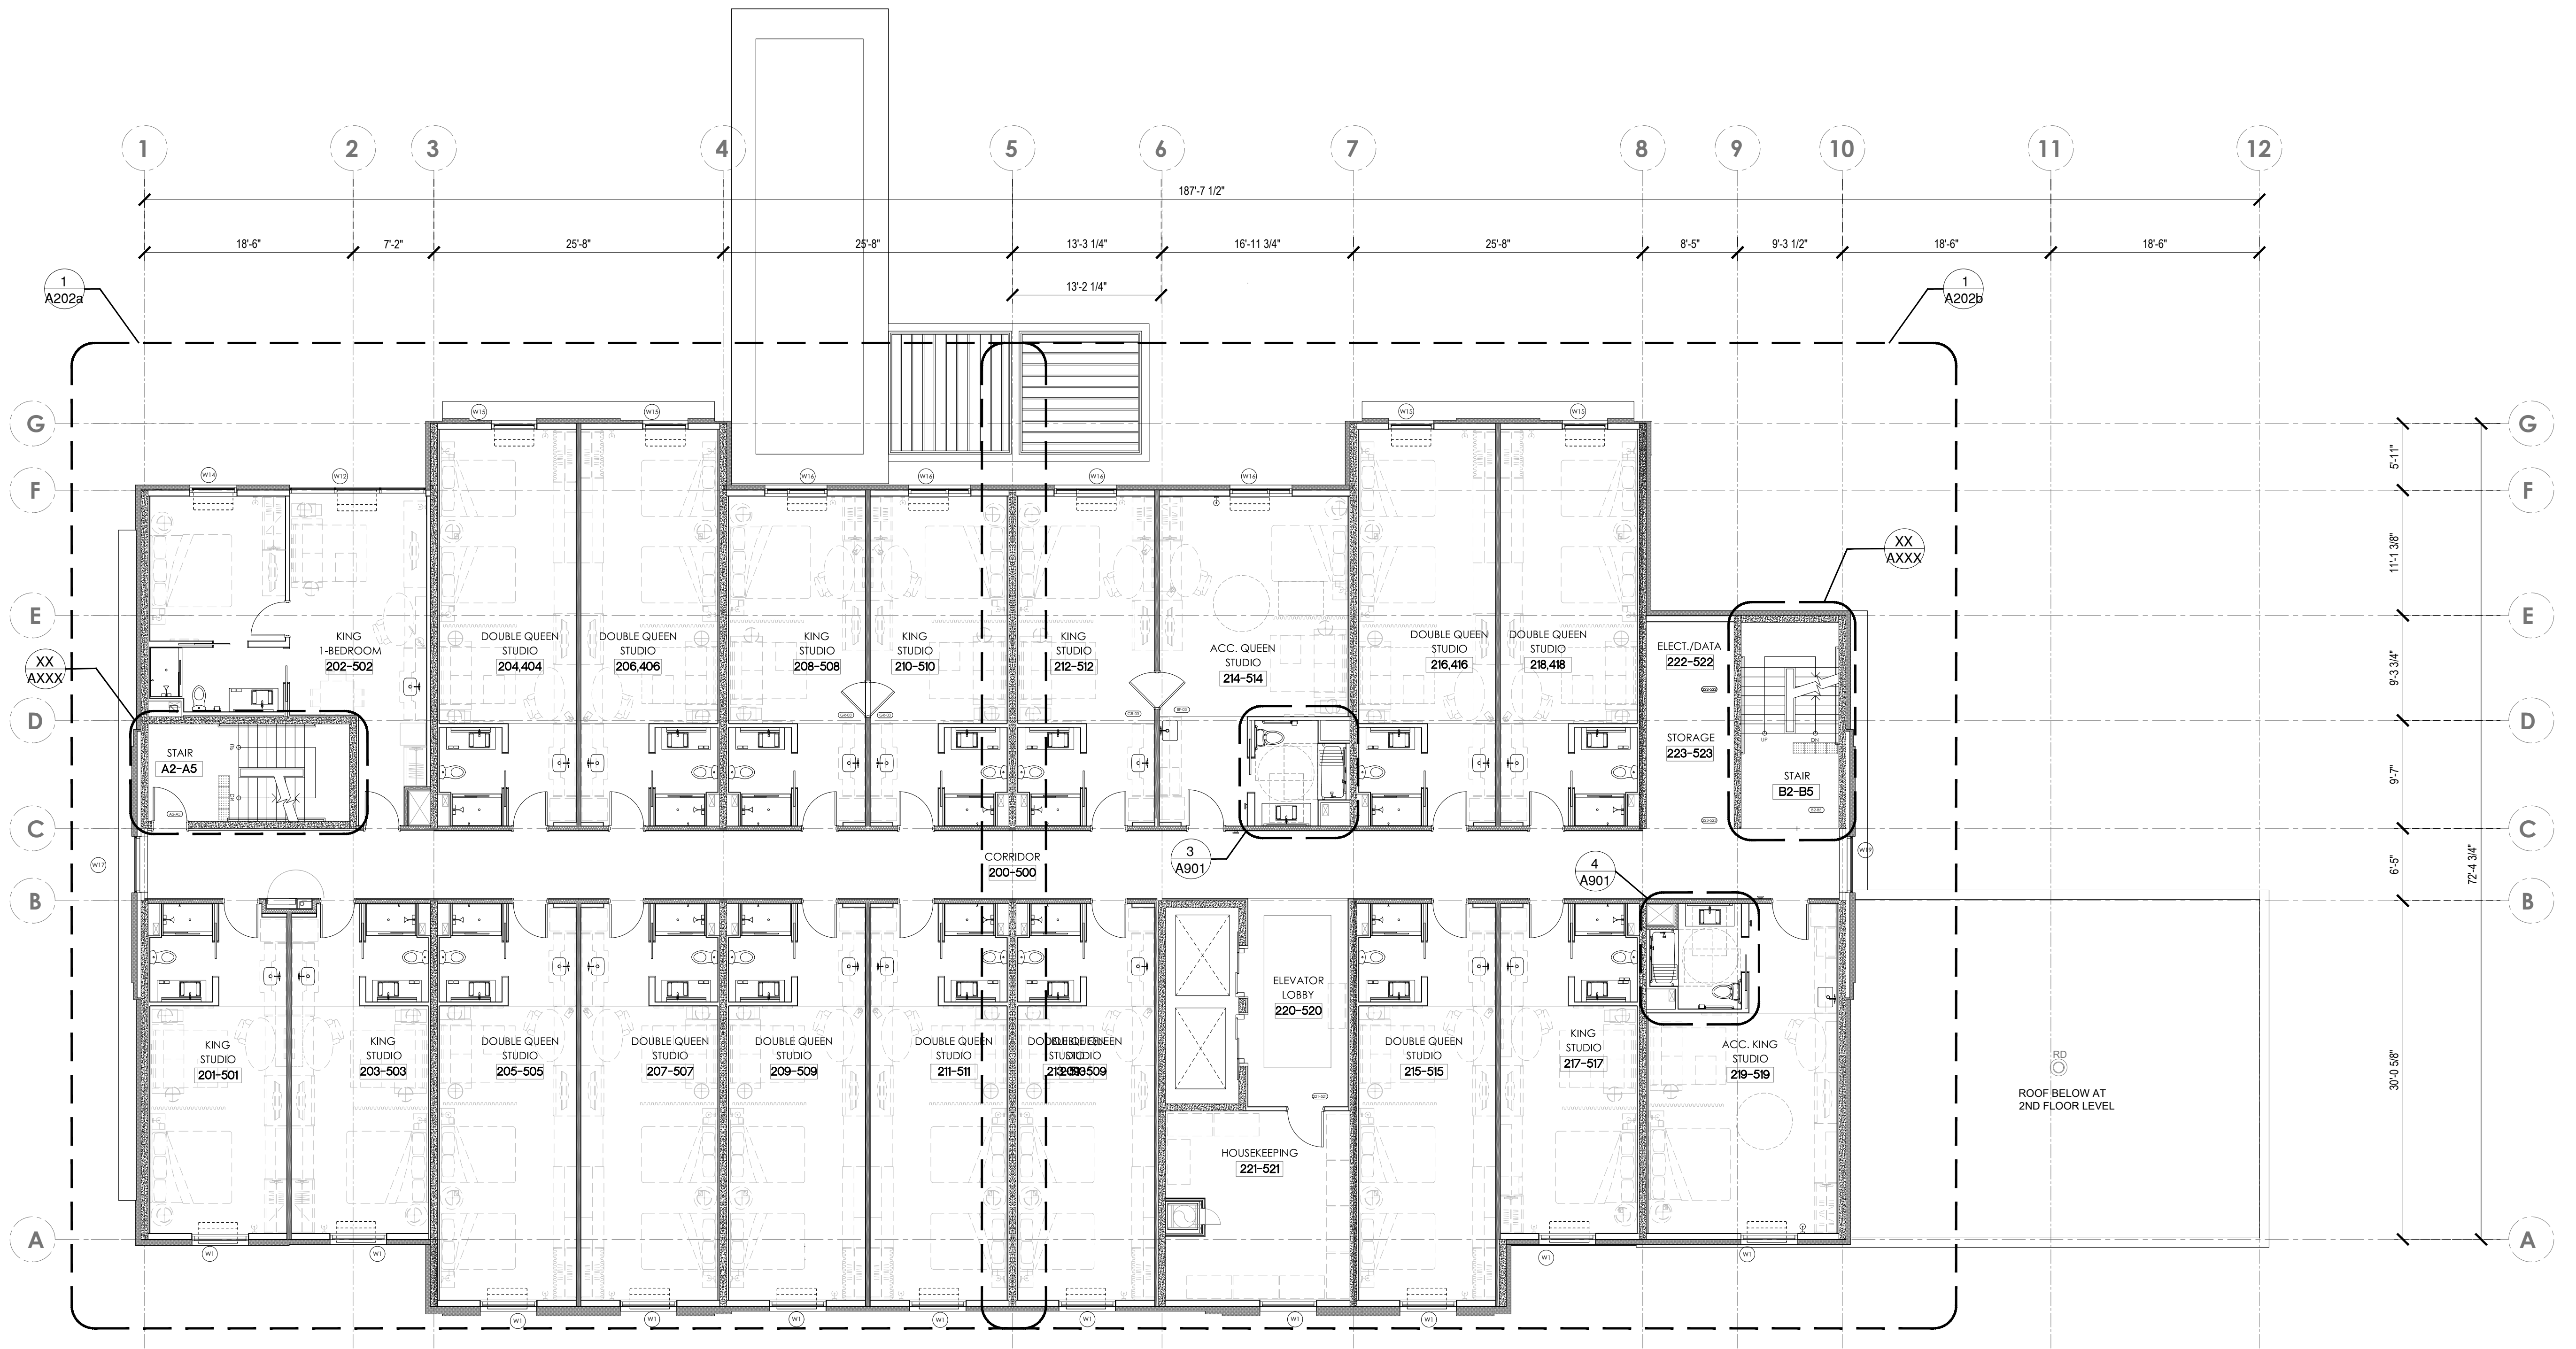 1 2 3 4 5 6 7 8 9 10 11 12
187'-7 1/2"
18'-6" 7'-2" 25'-8" 25'-8" 13'-3 1/4" 16'-11 3/4" 25'-8" 8'-5" 9'-3 1/2" 18'-6" 18'-6"
13'-2 1/4"
1
A202a
1
A202b
G
G
F
F
E
E
D
D
C
C
B
B
A
A
5'-11"
11'-1 3/8"
9'-3 3/4"
9'-7"
6'-5"
30'-0 5/8"
72'-4 3/4"
W15 W15 W15 W15
W14 W12 W16 W16 W16 W16
XX
AXXX
XX
AXXX
KING
1-BEDROOM
202-502
DOUBLE QUEEN
STUDIO
204,404
DOUBLE QUEEN
STUDIO
206,406
KING
STUDIO
208-508
KING
STUDIO
210-510
KING
STUDIO
212-512
ACC. QUEEN
STUDIO
214-514
DOUBLE QUEEN
STUDIO
216,416
DOUBLE QUEEN
STUDIO
218,418
ELECT./DATA
222-522
STORAGE
223-523
STAIR
A2-A5
UP
DN
STAIR
B2-B5
W17
CORRIDOR
200-500
3
A901
4
A901
W19
KING
STUDIO
201-501
KING
STUDIO
203-503
DOUBLE QUEEN
STUDIO
205-505
DOUBLE QUEEN
STUDIO
207-507
DOUBLE QUEEN
STUDIO
209-509
DOUBLE QUEEN
STUDIO
211-511
ELEVATOR
LOBBY
220-520
HOUSEKEEPING
221-521
DOUBLE QUEEN
STUDIO
215-515
KING
STUDIO
217-517
ACC. KING
STUDIO
219-519
RD
ROOF BELOW AT
2ND FLOOR LEVEL
W1 W1 W1 W1
W1 W1 W1 W1 W1 W1 W1